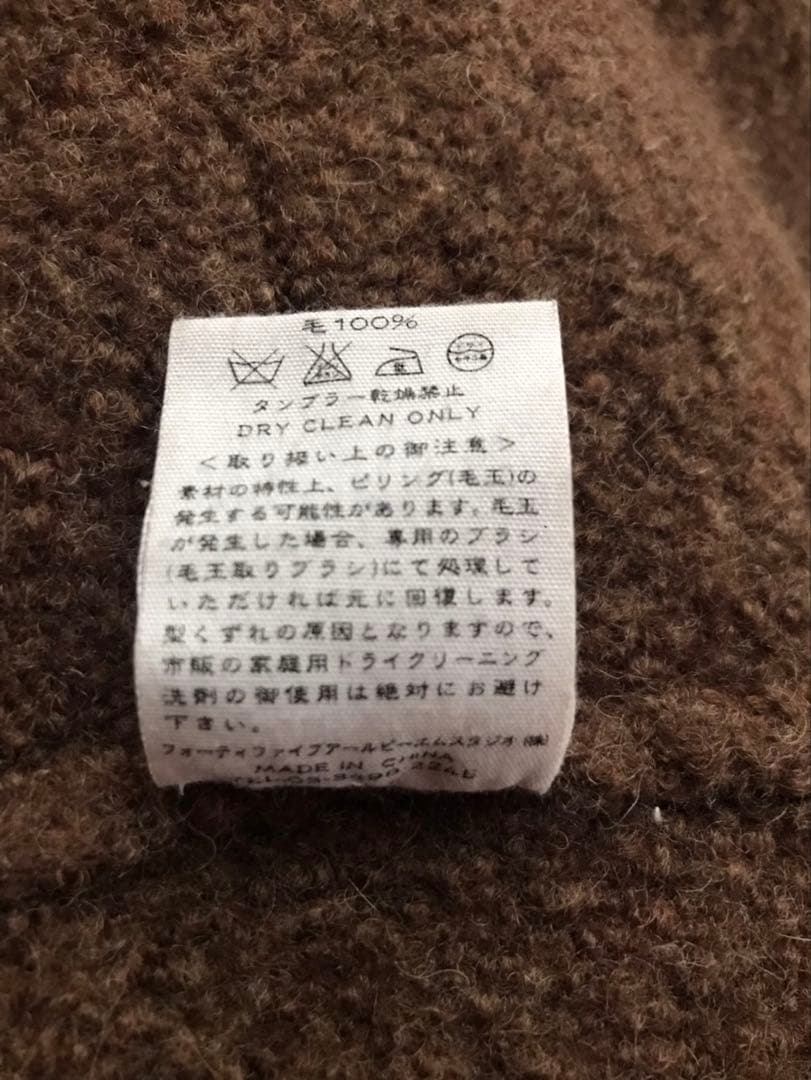 毛100%
タンブラー乾燥禁止
DRY CLEAN ONLY
<取り扱い上の御注意>
素材の特性上、ピリング(毛玉)の
発生する可能性があります。毛玉
が発生した場合、専用のブラシ
(毛玉取りブラシ)にて処理して
いただければ元に回復します。
型くずれの原因となりますので、
市販の家庭用ドライクリーニング
洗剤の御使用は絶対にお避け
下さい。
フォーティファイブアールピーエムスタジオ(株)
MADE IN CHINA
TEL 03-3496-2245